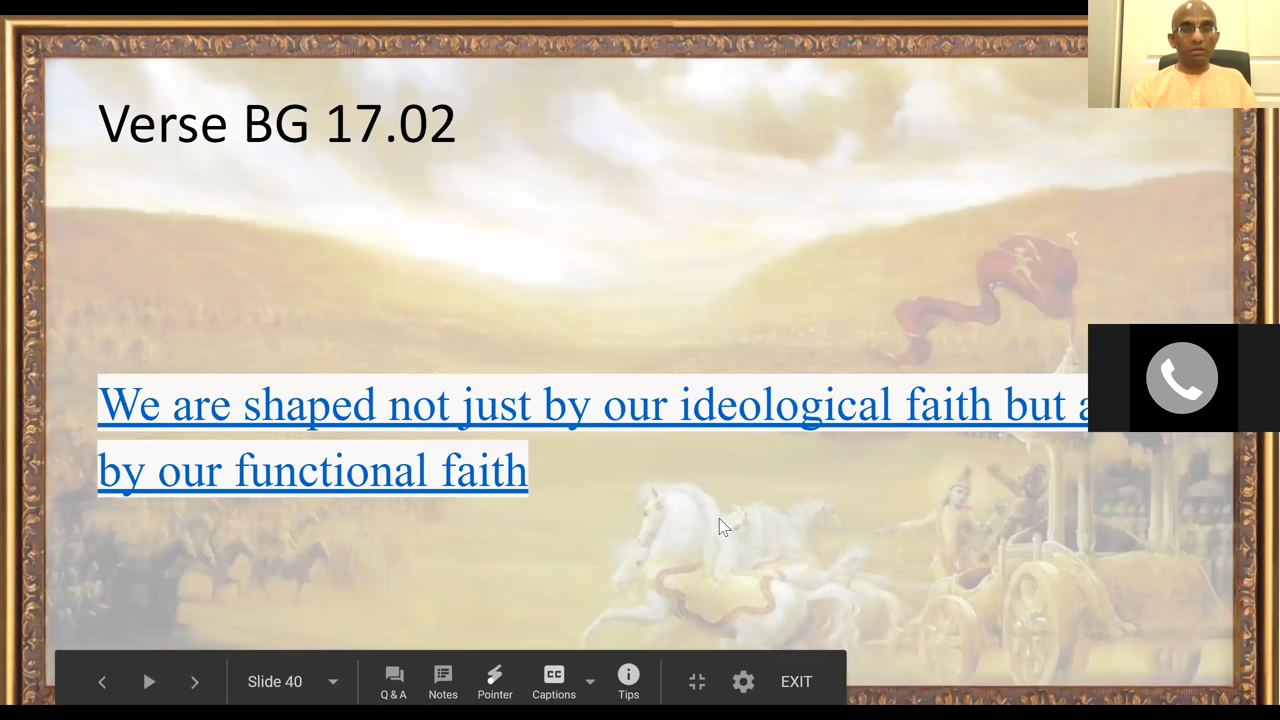 Verse BG 17.02
We are shaped not just by our ideological faith but
by our functional faith
Slide 40
Q & A
Notes
Pointer
CC
Captions
Tips
EXIT